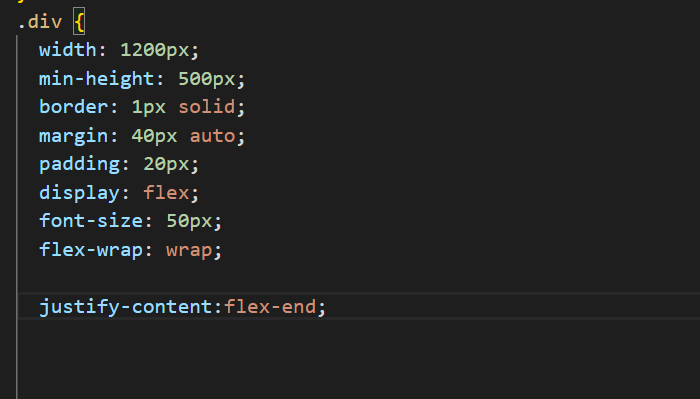 .div {
width: 1200px;
min-height: 500px;
border: 1px solid;
margin: 40px auto;
padding: 20px;
display: flex;
font-size: 50px;
flex-wrap: wrap;
justify-content:flex-end;